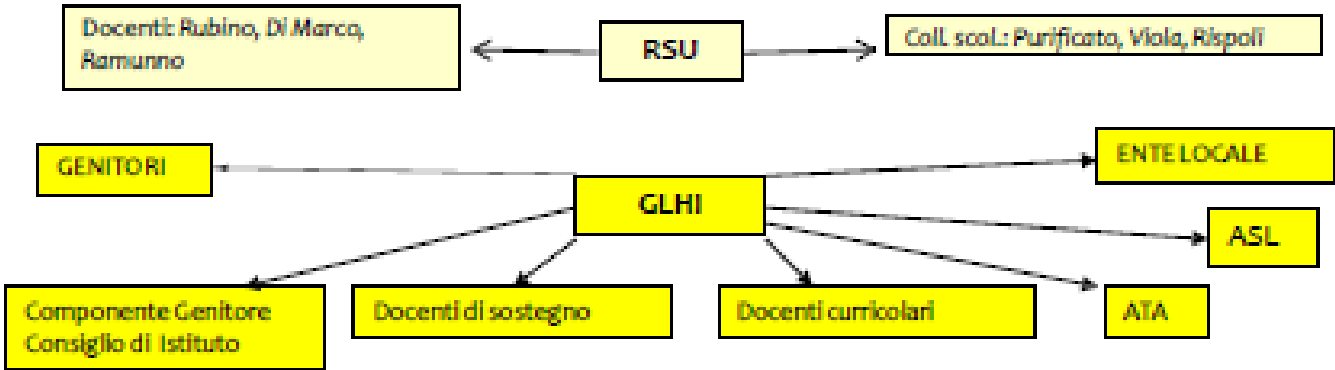 Docenti: Rubino, Di Marco,
Ramunno
RSU
Coll. scol.: Purificato, Viola, Rispoli
GENITORI
ENTE LOCALE
GLHI
ASL
Componente Genitore
Consiglio di Istituto
Docenti di sostegno
Docenti curricolari
ATA